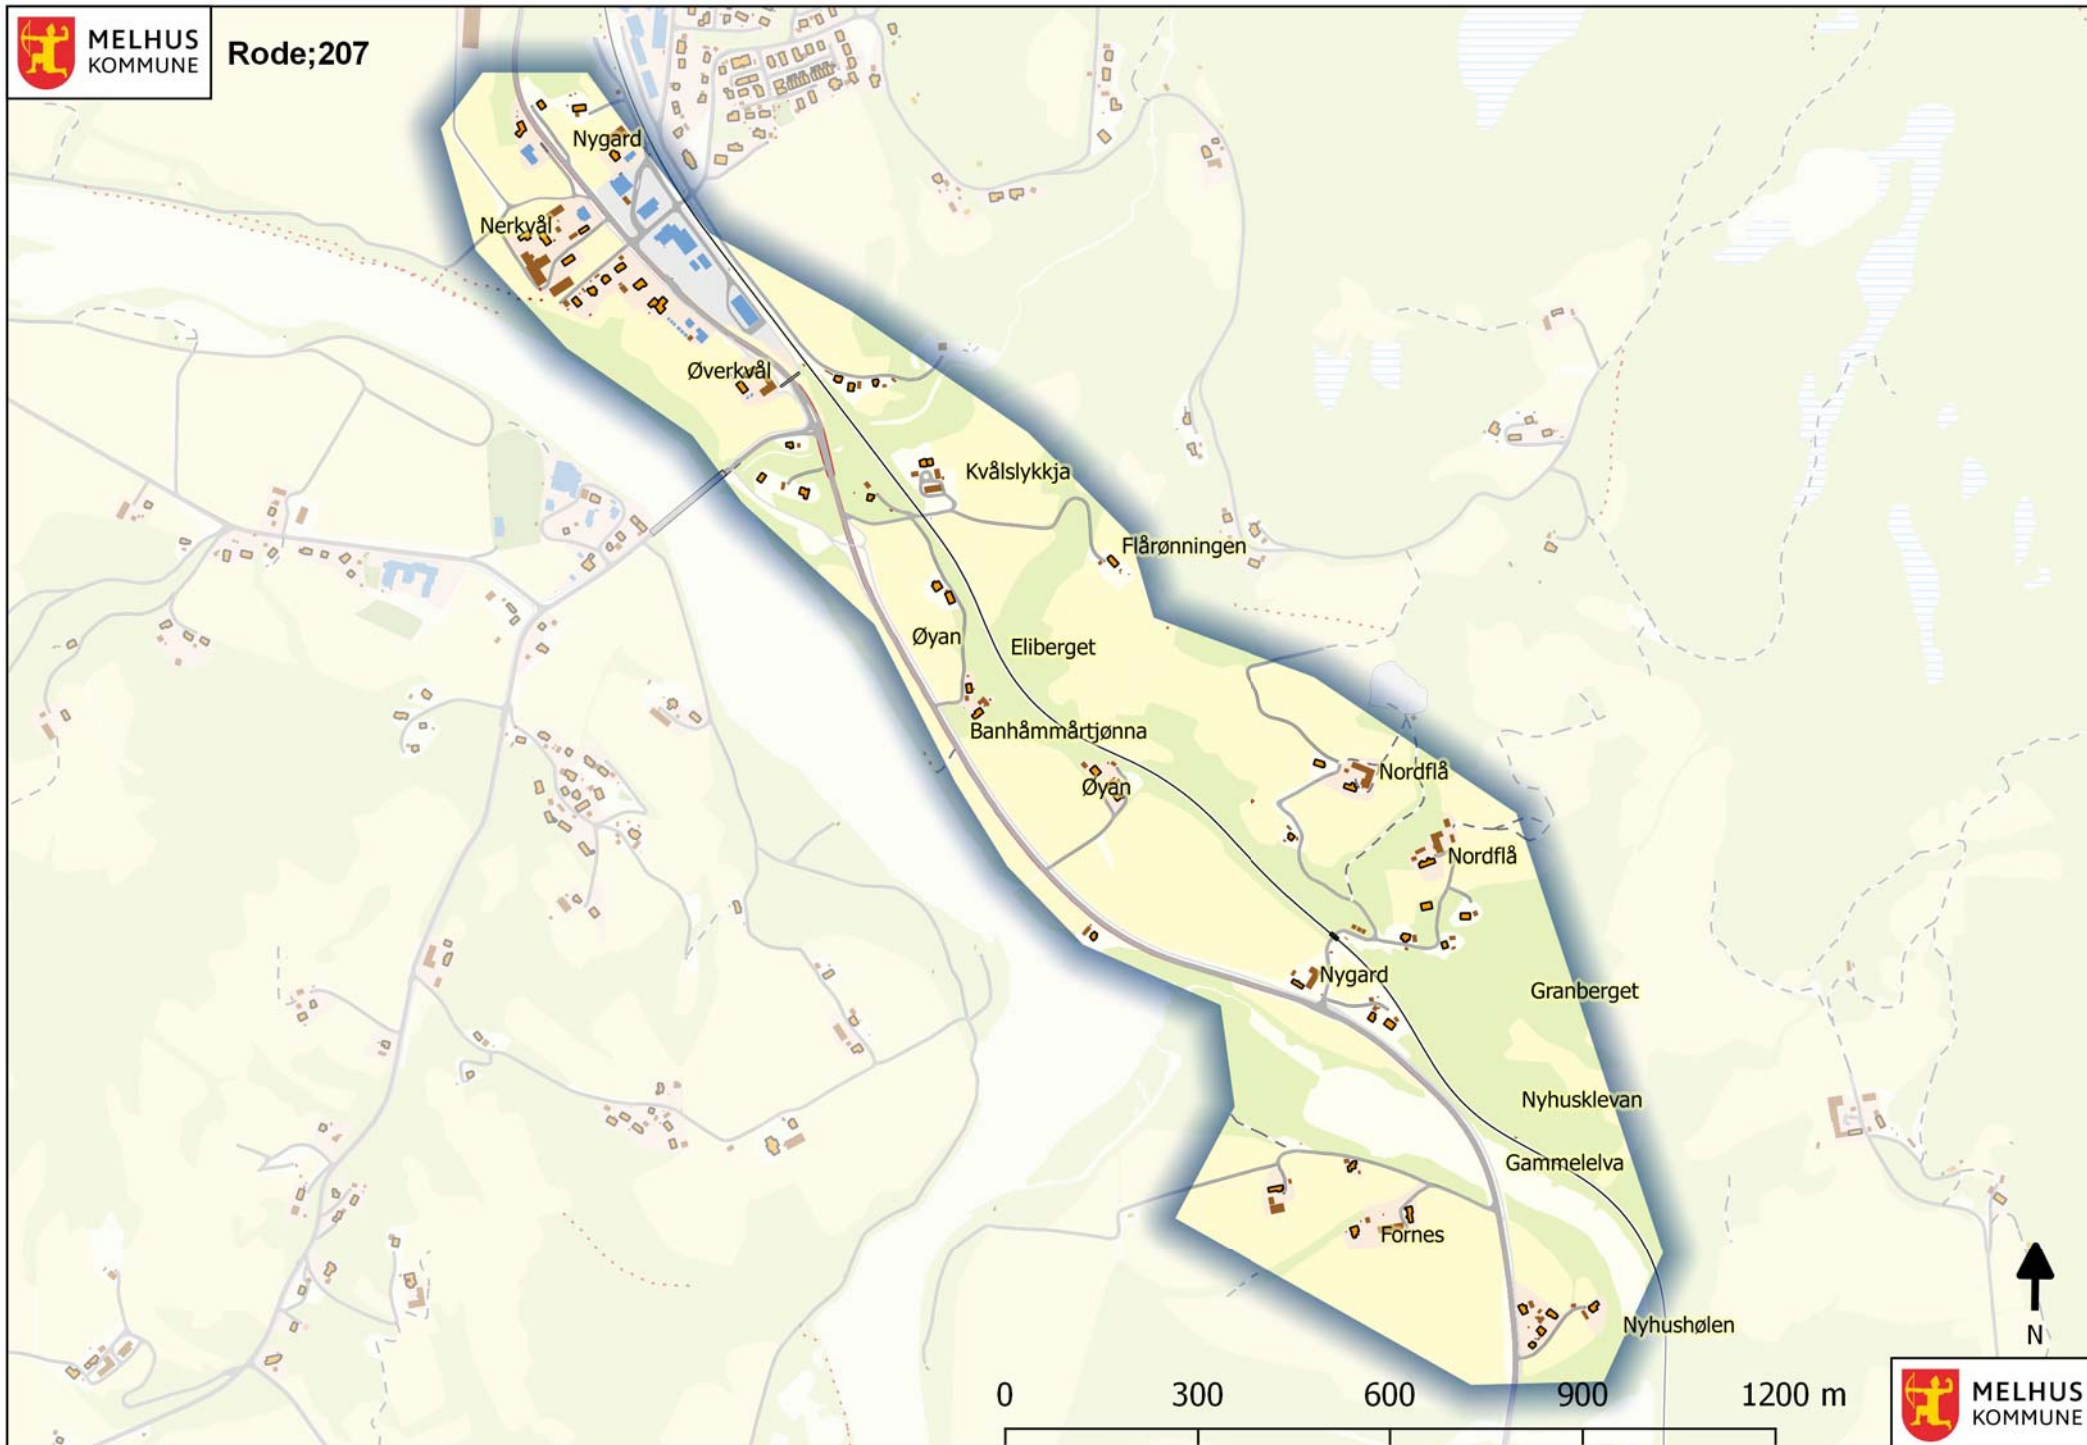 MELHUS
KOMMUNE
Rode;207
Nygard
Nerkvål
Øverkvål
Kvålslykkja
Flårønningen
Øyan
Eliberget
Banhåmmårtjønna
Øyan
Nordflå
Nordflå
Nygard
Granberget
Nyhusklevan
Gammelelva
Fornes
Nyhushølen
N
0 300 600 900 1200 m
MELHUS
KOMMUNE